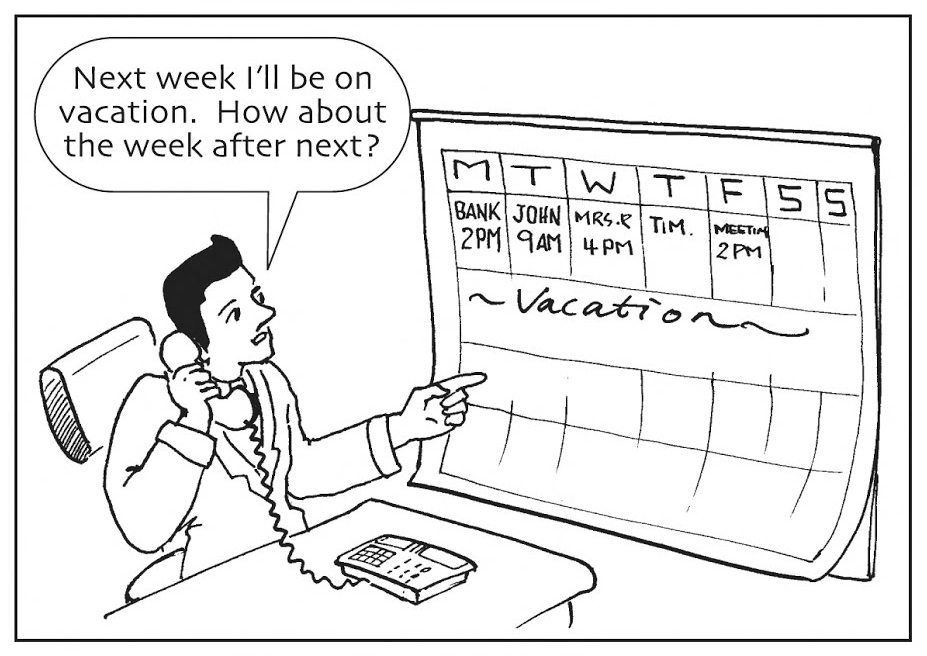 Next week I'll be on
vacation. How about
the week after next?
M T W T F S S
BANK JOHN MRS.R TIM. MEETIN
2PM 9AM 4PM 2PM
~Vacation~